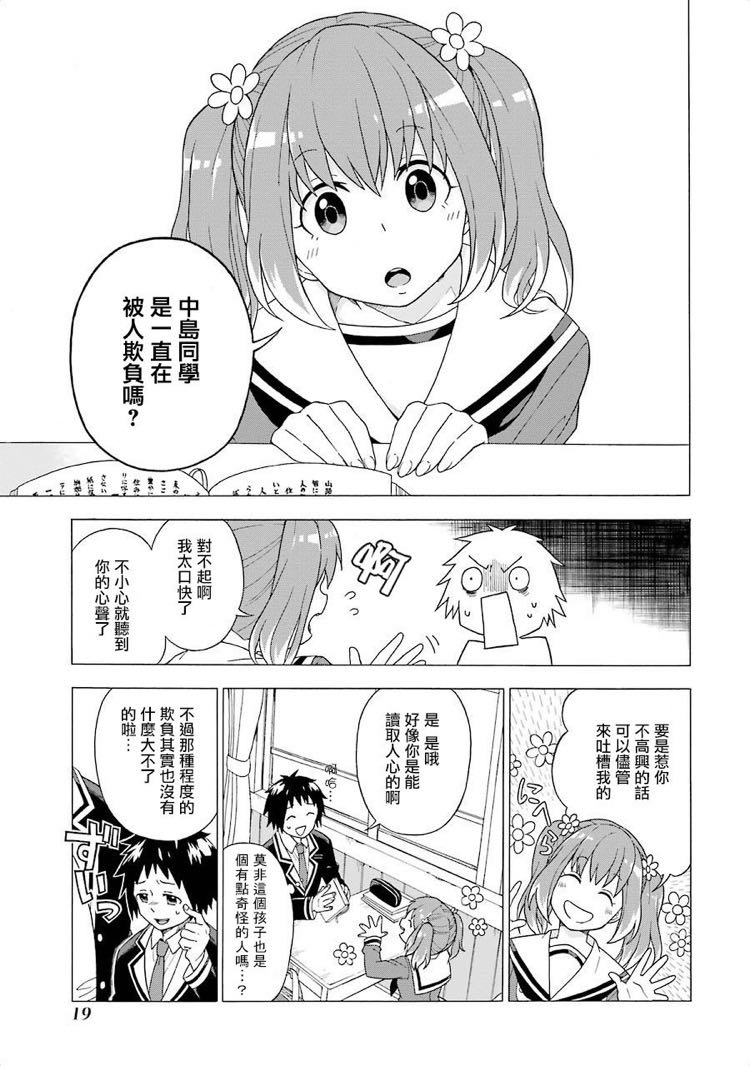 中島同學
是一直在
被人欺負嗎？
啊
對不起啊
我太口快了
不小心就聽到
你的心聲了
要是惹你
不高興的話
可以儘管
來吐槽我的
是 是哦
好像你是能
讀取人心的啊
莫非這個孩子也是
個有點奇怪的人嗎…？
不過那種程度的
欺負其實也沒有
什麼大不了
的啦…
ずいっ
19